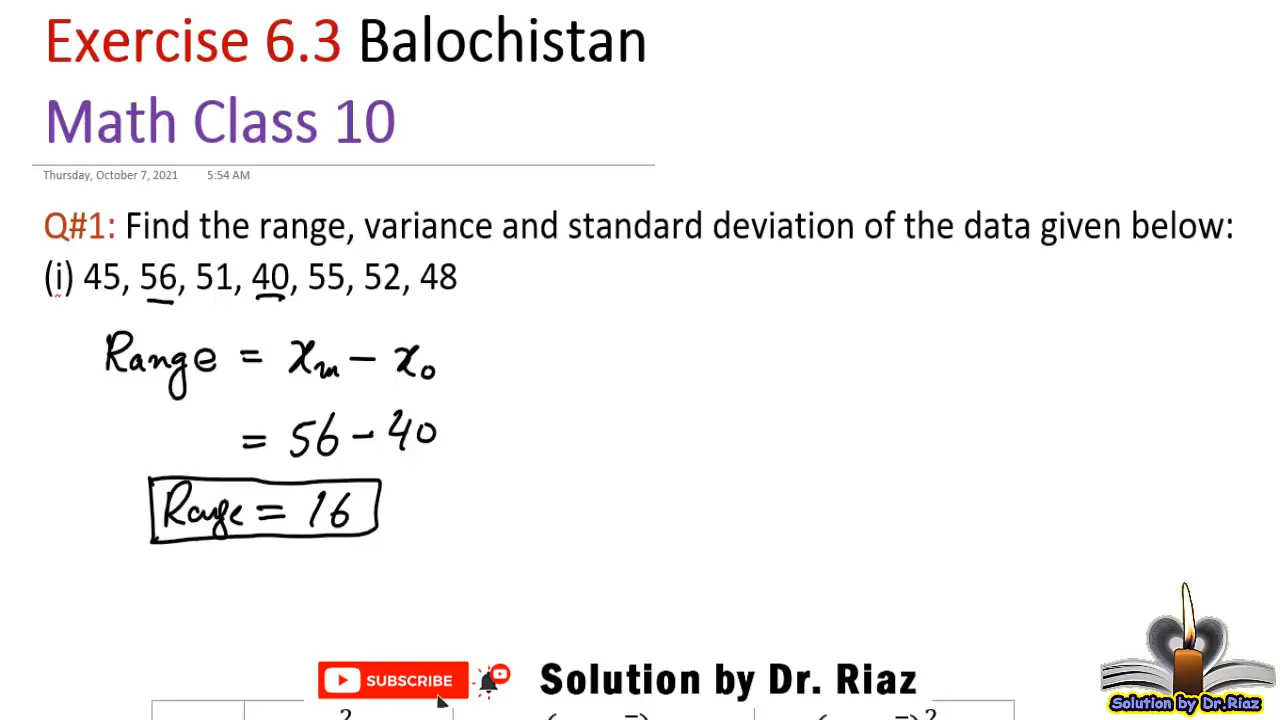 Exercise 6.3 Balochistan
Math Class 10
Thursday, October 7, 2021 5:54 AM
Q#1: Find the range, variance and standard deviation of the data given below:
(i) 45, 56, 51, 40, 55, 52, 48
Range = xₘ − x₀
= 56 − 40
Range = 16
SUBSCRIBE
Solution by Dr. Riaz
Solution by Dr.Riaz